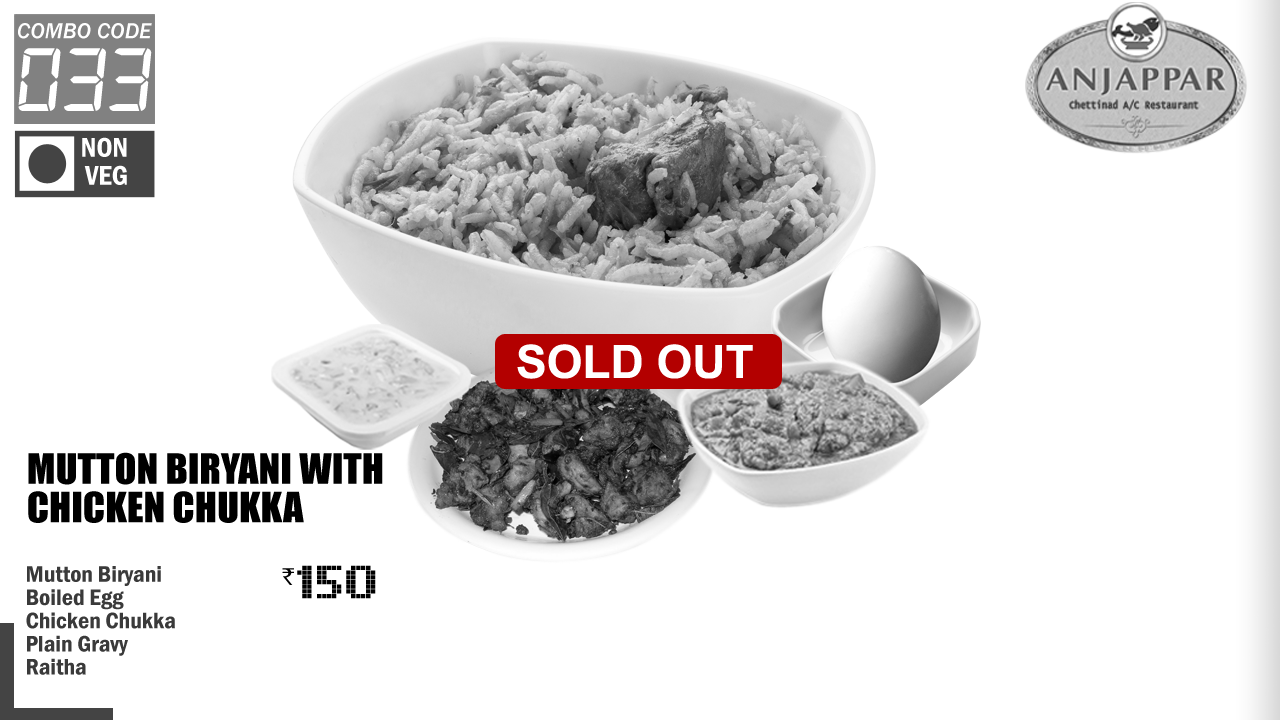 COMBO CODE
033
NON
VEG
ANJAPPAR
Chettinad A/C Restaurant
SOLD OUT
MUTTON BIRYANI WITH
CHICKEN CHUKKA
₹150
Mutton Biryani
Boiled Egg
Chicken Chukka
Plain Gravy
Raitha